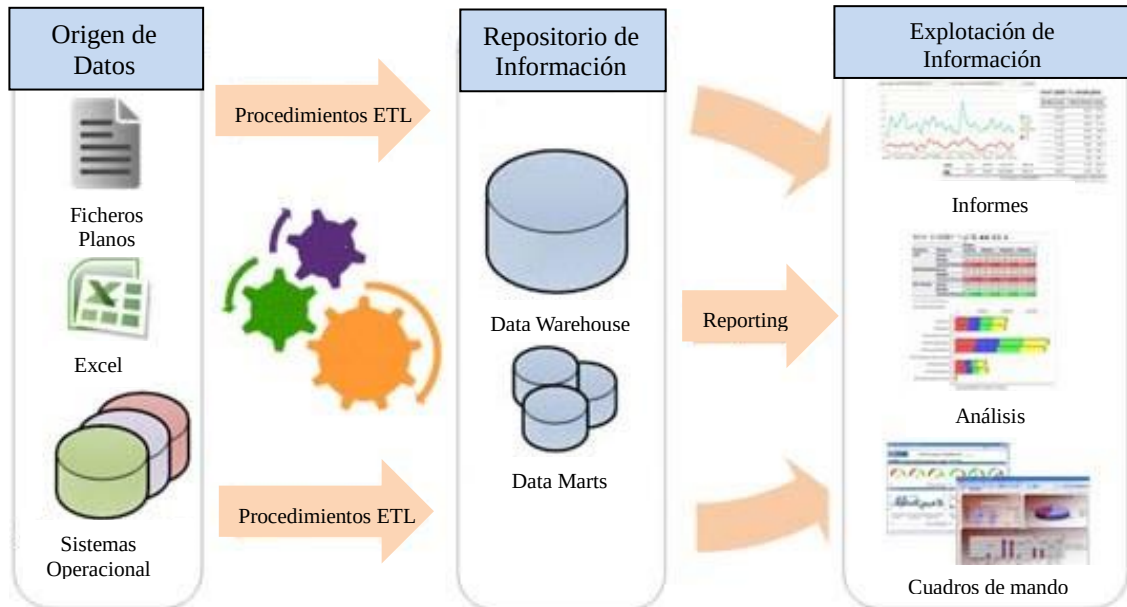 Origen de
Datos
Ficheros
Planos
Excel
Sistemas
Operacional
Procedimientos ETL
Procedimientos ETL
Repositorio de
Información
Data Warehouse
Data Marts
Reporting
Explotación de
Información
Informes
Análisis
Cuadros de mando